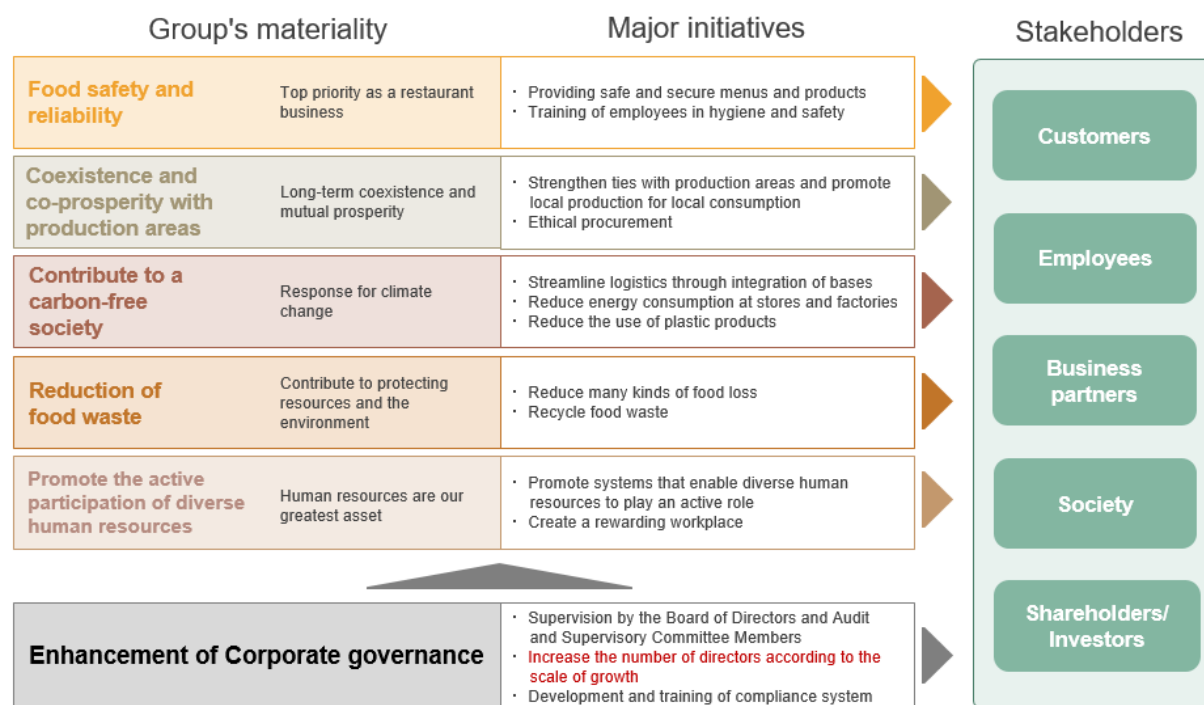 Group's materiality
Major initiatives
Stakeholders
Food safety and
reliability
Top priority as a restaurant
business
・ Providing safe and secure menus and products
・ Training of employees in hygiene and safety
Coexistence and
co-prosperity with
production areas
Long-term coexistence and
mutual prosperity
・ Strengthen ties with production areas and promote
local production for local consumption
・ Ethical procurement
Contribute to a
carbon-free
society
Response for climate
change
・ Streamline logistics through integration of bases
・ Reduce energy consumption at stores and factories
・ Reduce the use of plastic products
Reduction of
food waste
Contribute to protecting
resources and the
environment
・ Reduce many kinds of food loss
・ Recycle food waste
Promote the active
participation of diverse
human resources
Human resources are our
greatest asset
・ Promote systems that enable diverse human
resources to play an active role
・ Create a rewarding workplace
Enhancement of Corporate governance
・ Supervision by the Board of Directors and Audit
and Supervisory Committee Members
・ Increase the number of directors according to the
scale of growth
・ Development and training of compliance system
Customers
Employees
Business
partners
Society
Shareholders/
Investors